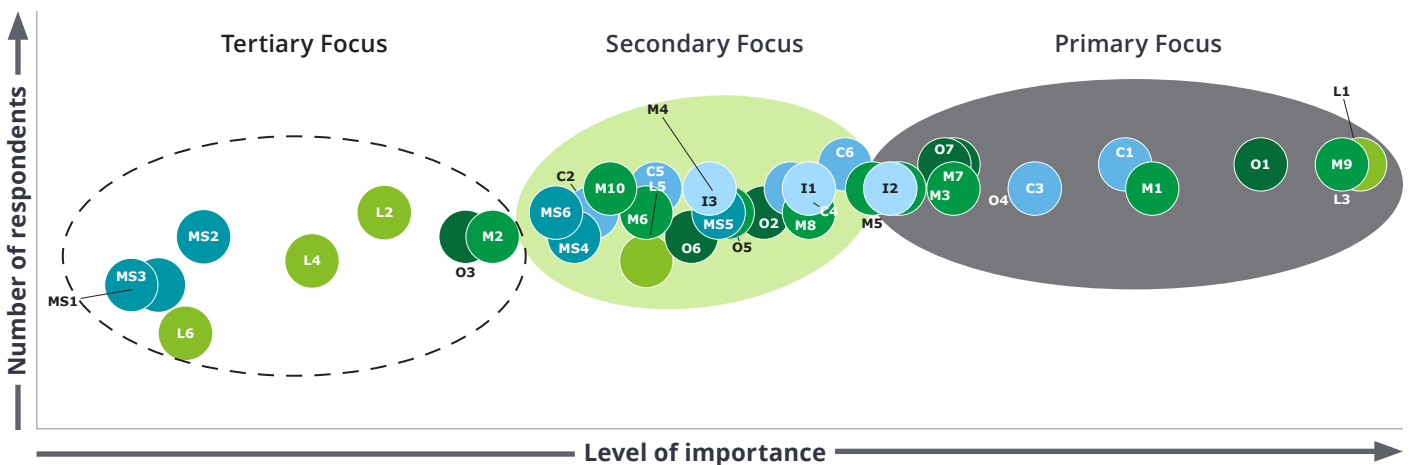 Tertiary Focus
Secondary Focus
Primary Focus
Number of respondents
L1
M4
O7
C6
C1
O1
M9
C2
C5
L5
M10
I3
I1
I2
M7
M3
O4
C3
M1
L3
L2
MS6
M6
MS5
O2
C4
M8
M5
MS2
L4
M2
O3
MS4
O6
O5
MS3
MS1
L6
Level of importance